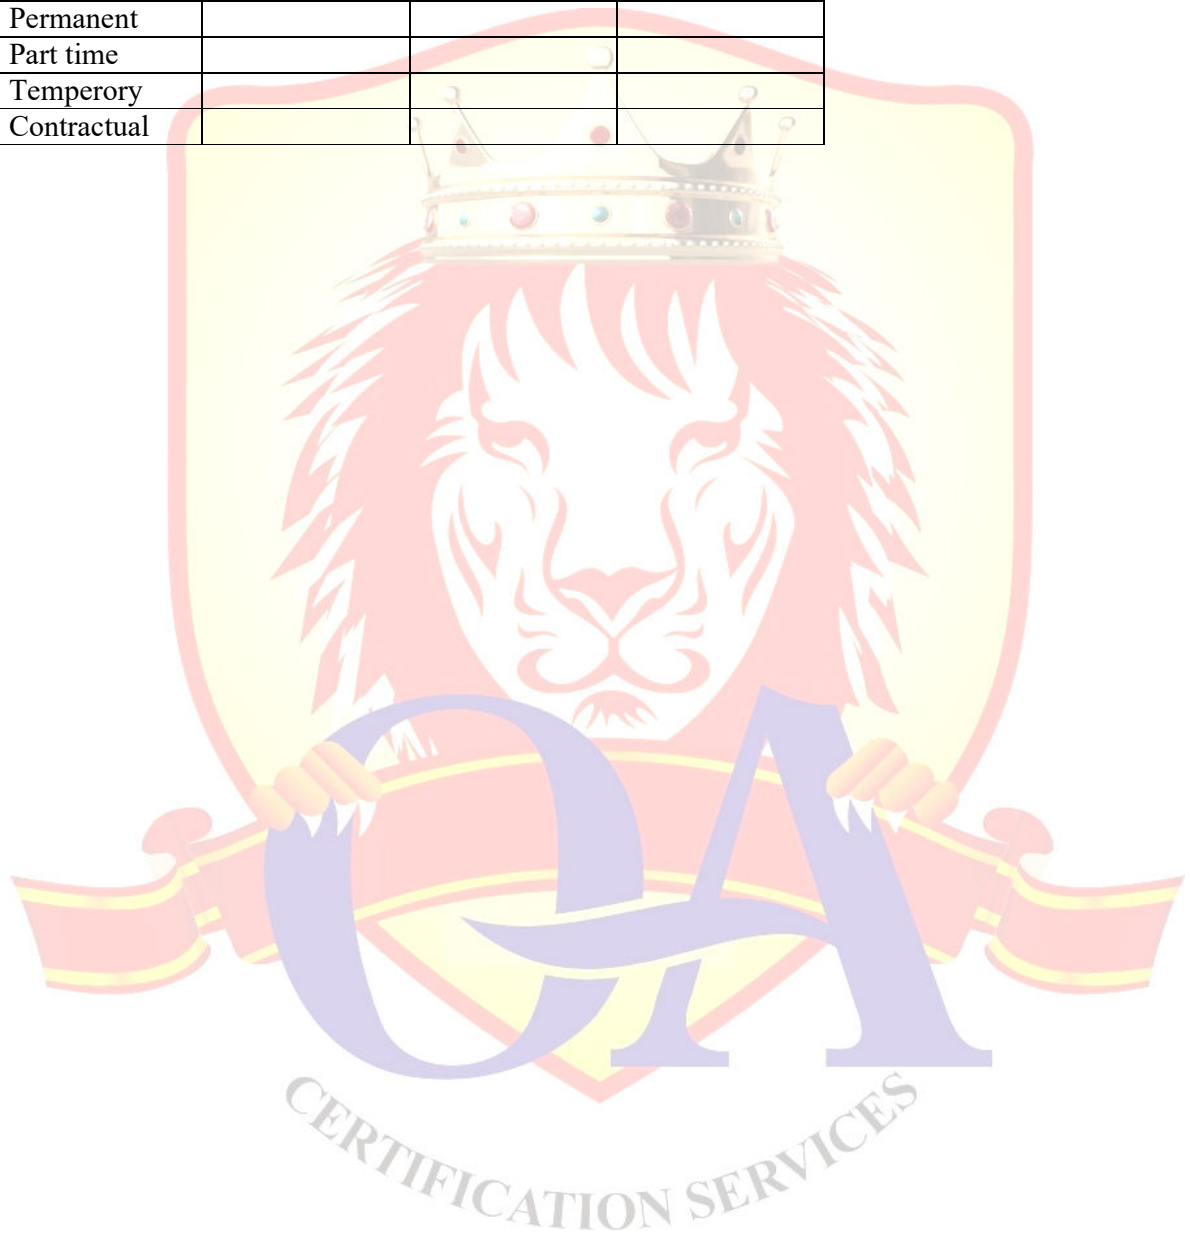 Permanent
Part time
Temperory
Contractual
QA
CERTIFICATION SERVICES